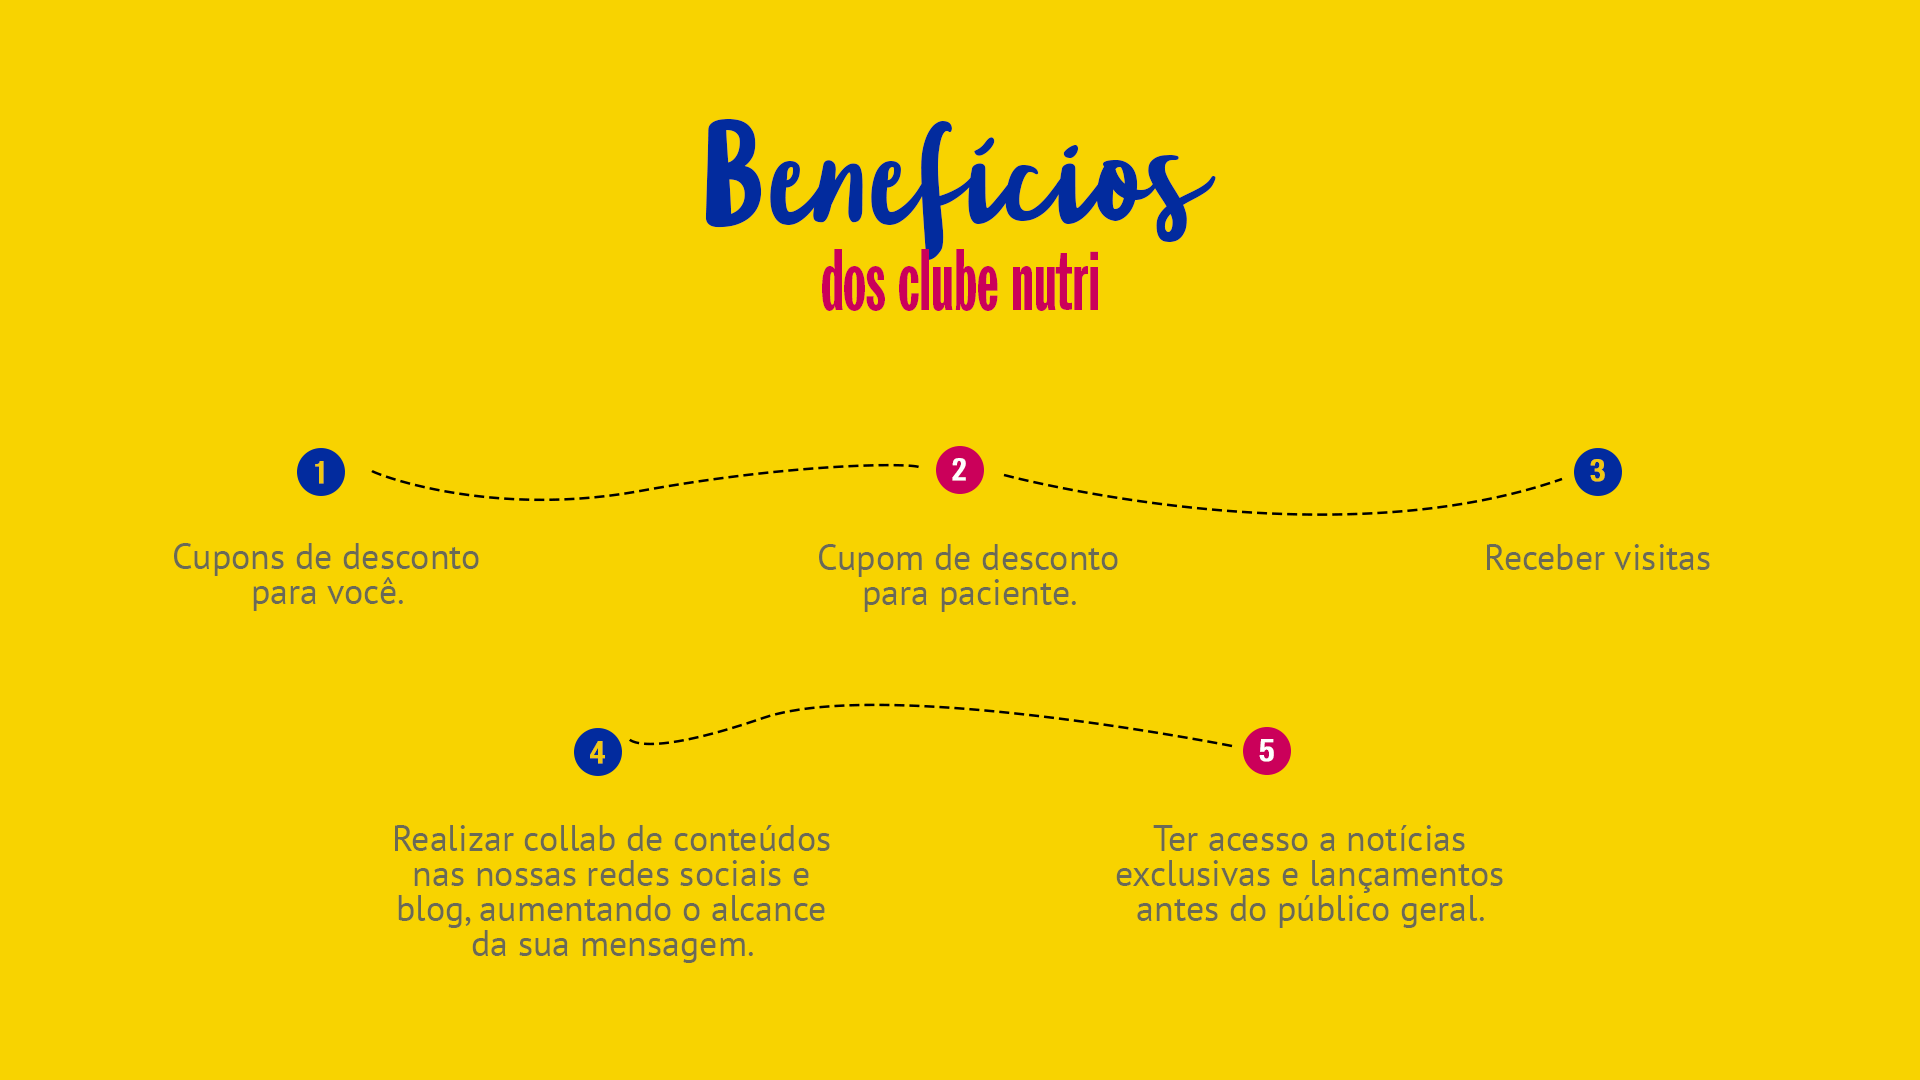 Benefícios
dos clube nutri
1
2
3
Cupons de desconto
para você.
Cupom de desconto
para paciente.
Receber visitas
4
5
Realizar collab de conteúdos
nas nossas redes sociais e
blog, aumentando o alcance
da sua mensagem.
Ter acesso a notícias
exclusivas e lançamentos
antes do público geral.